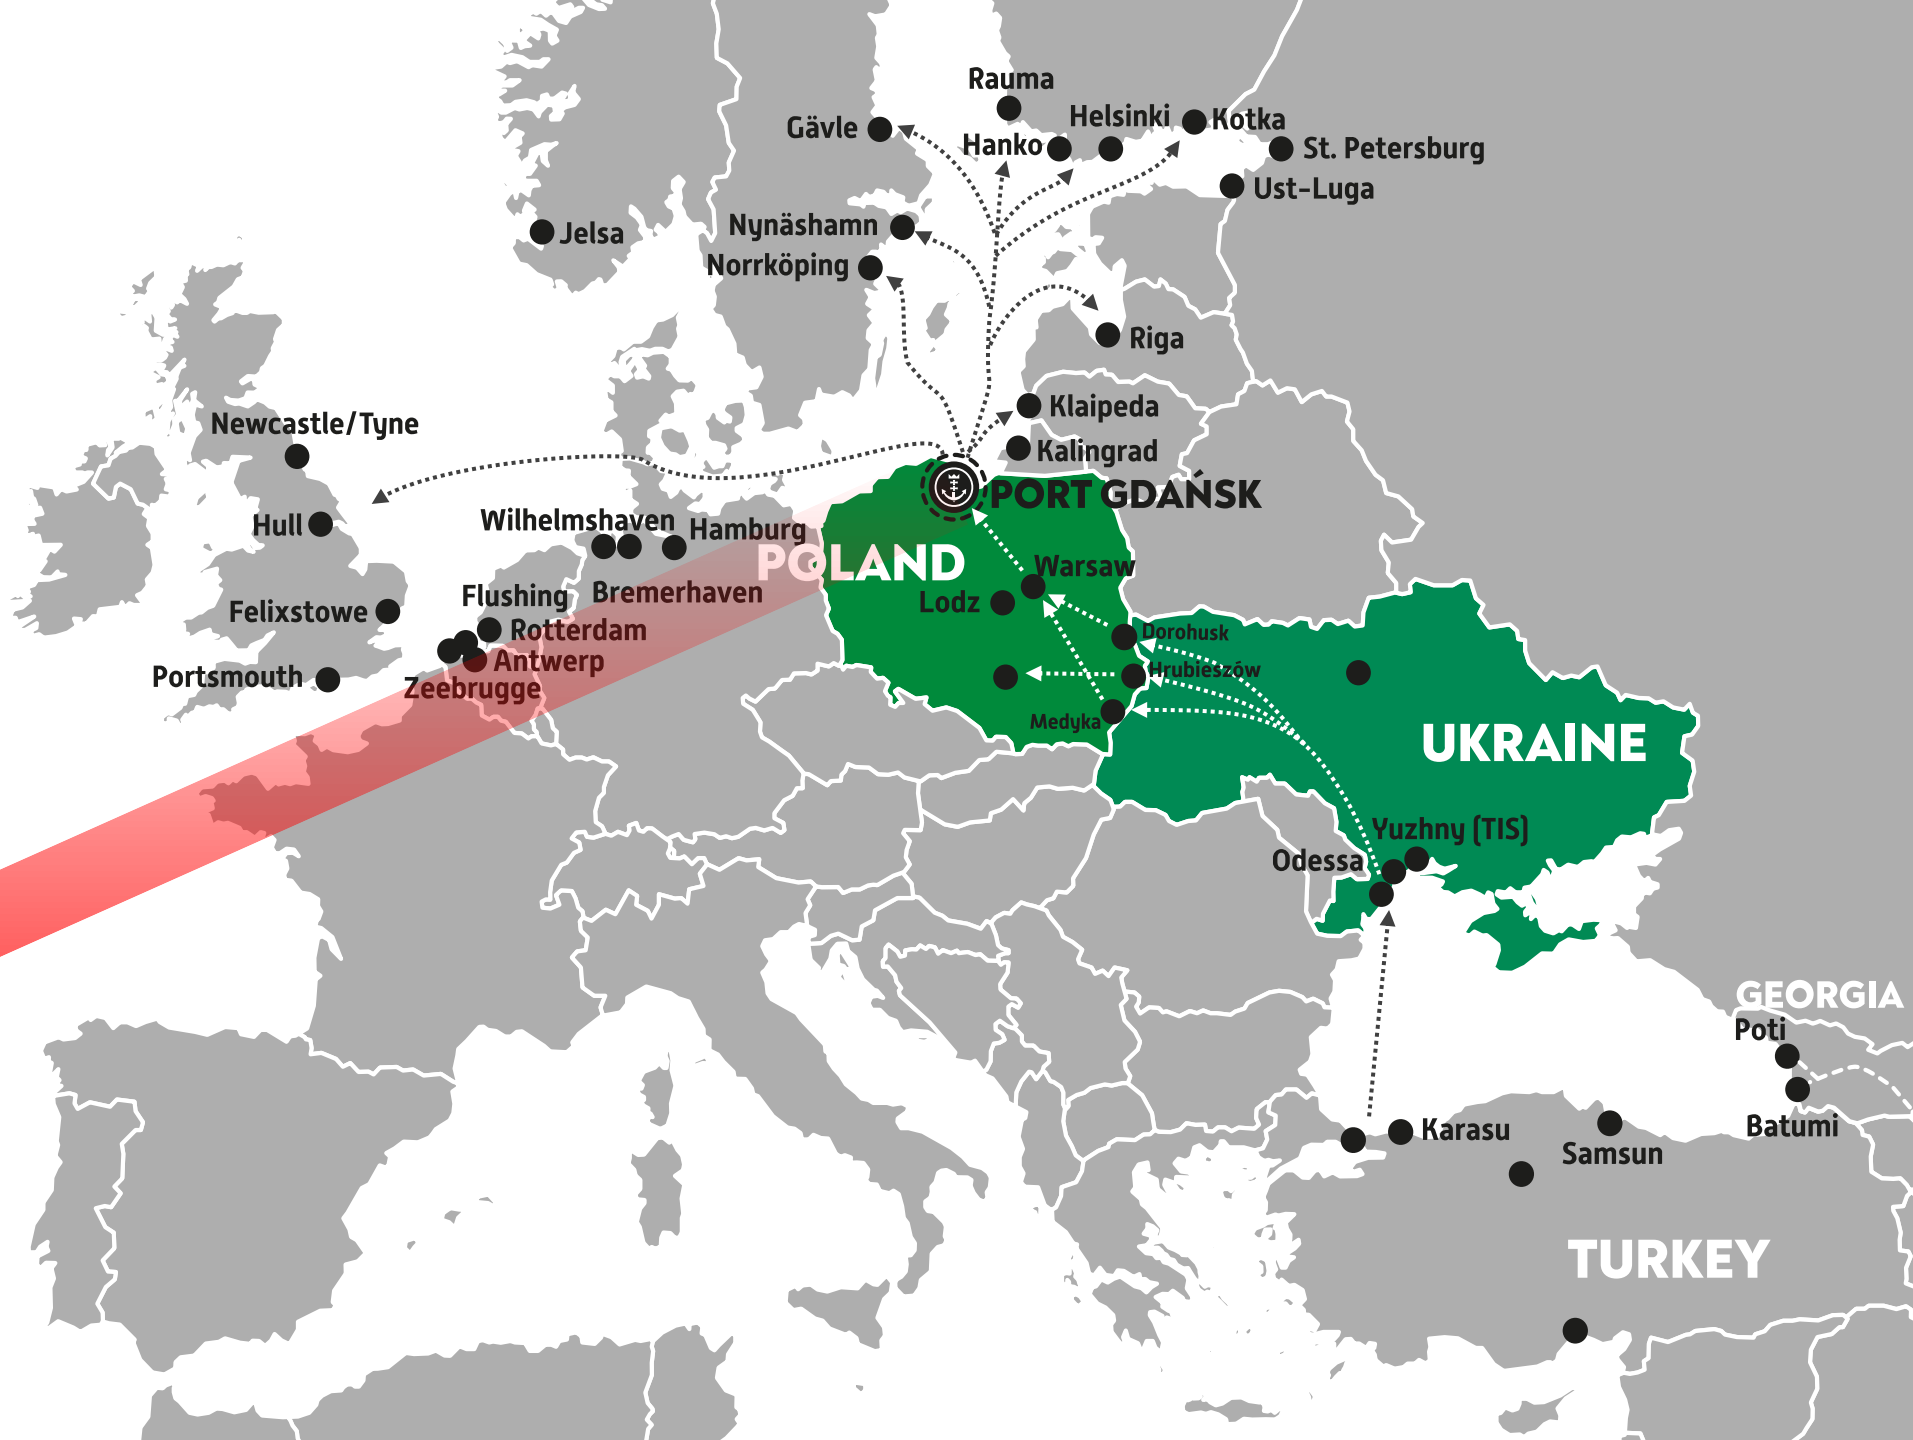 Rauma
Helsinki
Kotka
Gävle
Hanko
St. Petersburg
Ust-Luga
Nynäshamn
Jelsa
Norrköping
Riga
Klaipeda
Newcastle/Tyne
Kalingrad
PORT GDAŃSK
Wilhelmshaven
Hull
Hamburg
POLAND
Warsaw
Flushing
Bremerhaven
Lodz
Felixstowe
Rotterdam
Dorohusk
Antwerp
Hrubieszów
Portsmouth
Zeebrugge
Medyka
UKRAINE
Yuzhny (TIS)
Odessa
GEORGIA
Poti
Batumi
Karasu
Samsun
TURKEY